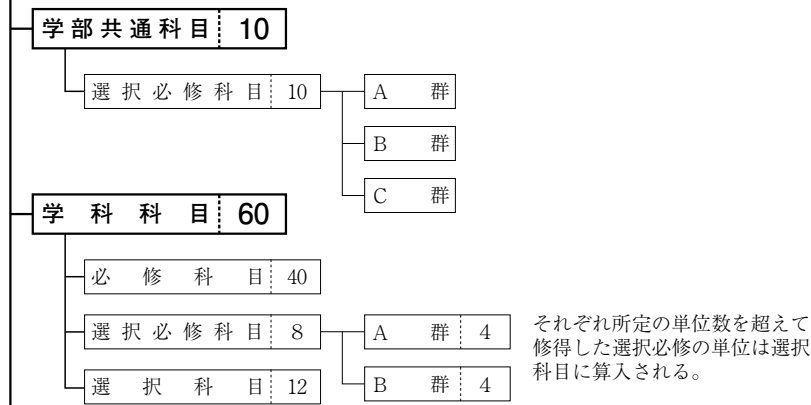 学部共通科目 10
選択必修科目 10
A 群
B 群
C 群
学科科目 60
必修科目 40
選択必修科目 8
A 群 4
それぞれ所定の単位数を超えて
修得した選択必修の単位は選択
科目に算入される。
選択科目 12
B 群 4